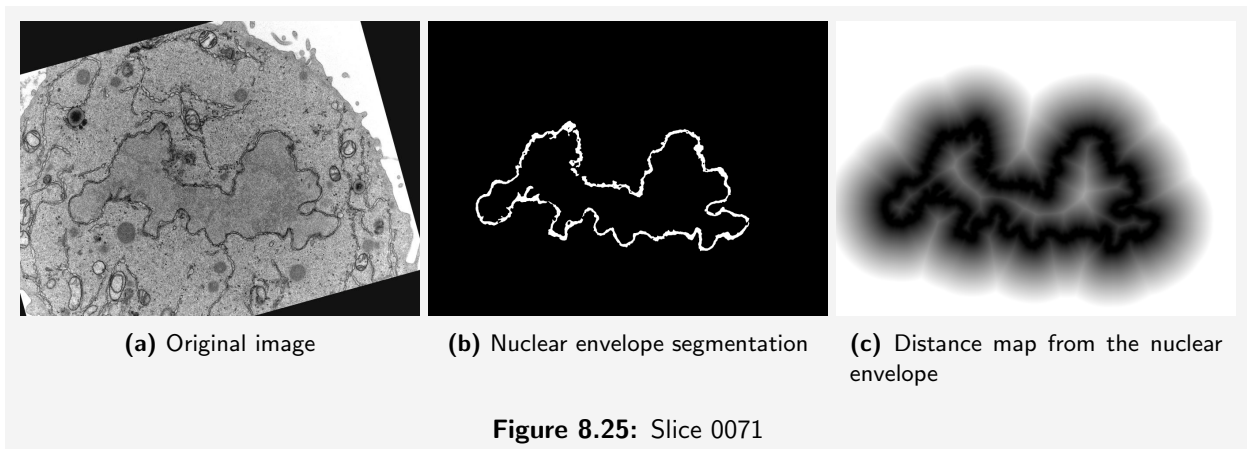 (a) Original image
(b) Nuclear envelope segmentation
(c) Distance map from the nuclear
envelope
Figure 8.25: Slice 0071